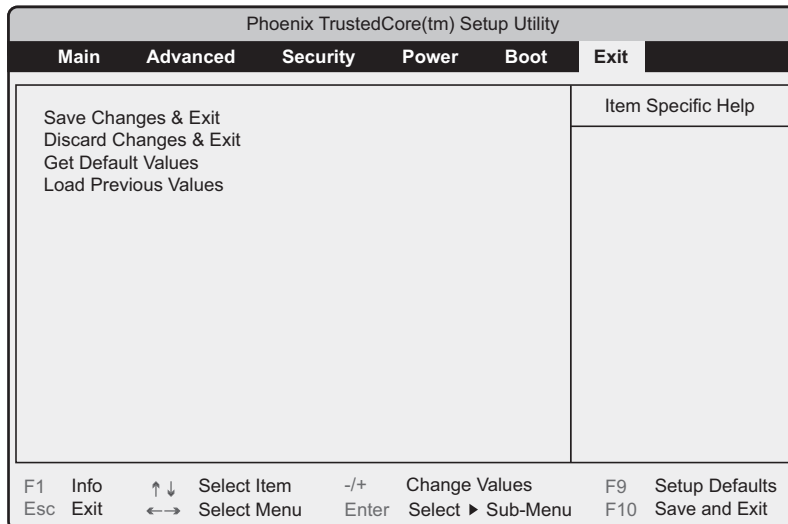 Phoenix TrustedCore(tm) Setup Utility
Main Advanced Security Power Boot Exit
Save Changes & Exit
Discard Changes & Exit
Get Default Values
Load Previous Values
Item Specific Help
F1 Info ↑↓ Select Item -/+ Change Values F9 Setup Defaults
Esc Exit ←→ Select Menu Enter Select ▶ Sub-Menu F10 Save and Exit